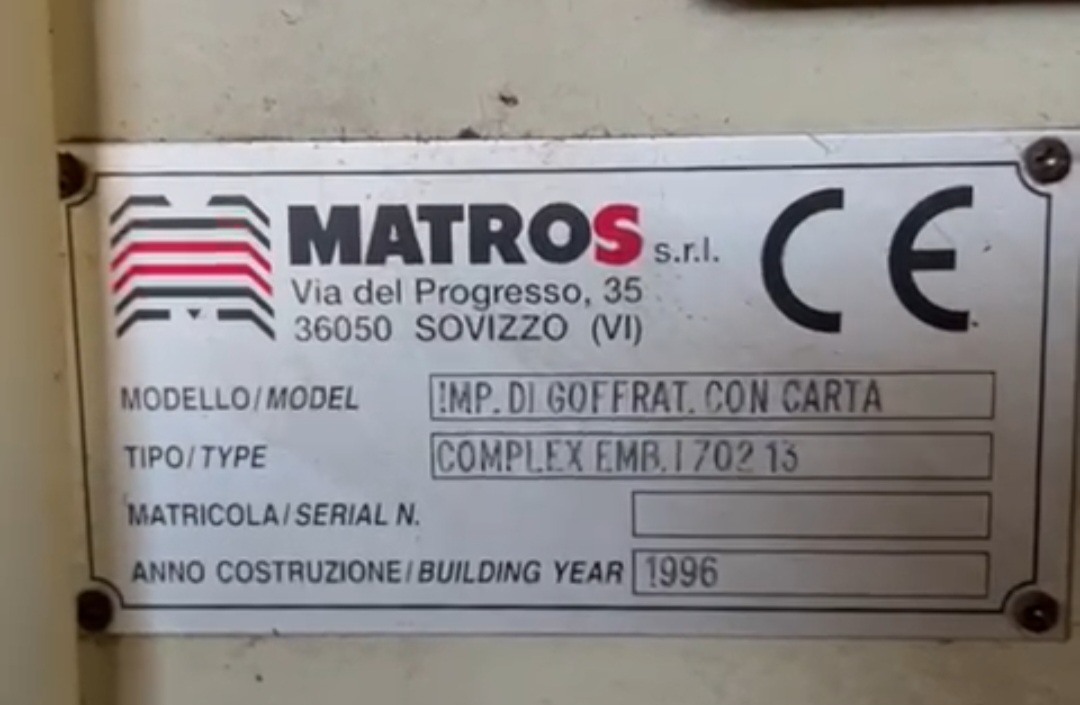 MATROS s.r.l.
Via del Progresso, 35
36050 SOVIZZO (VI)
CE
MODELLO/MODEL IMP. DI GOFFRAT. CON CARTA
TIPO/TYPE COMPLEX EMB. 1702 13
MATRICOLA/SERIAL N.
ANNO COSTRUZIONE/BUILDING YEAR 1996